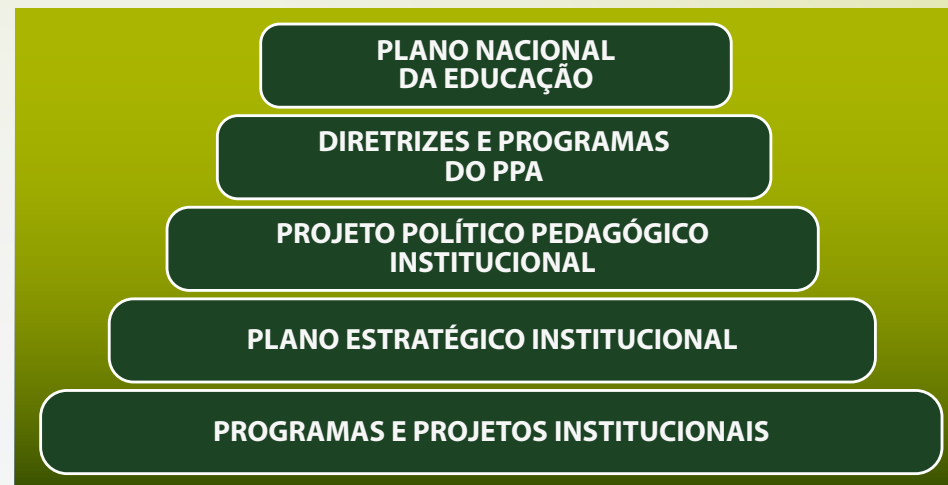 PLANO NACIONAL
DA EDUCAÇÃO
DIRETRIZES E PROGRAMAS
DO PPA
PROJETO POLÍTICO PEDAGÓGICO
INSTITUCIONAL
PLANO ESTRATÉGICO INSTITUCIONAL
PROGRAMAS E PROJETOS INSTITUCIONAIS